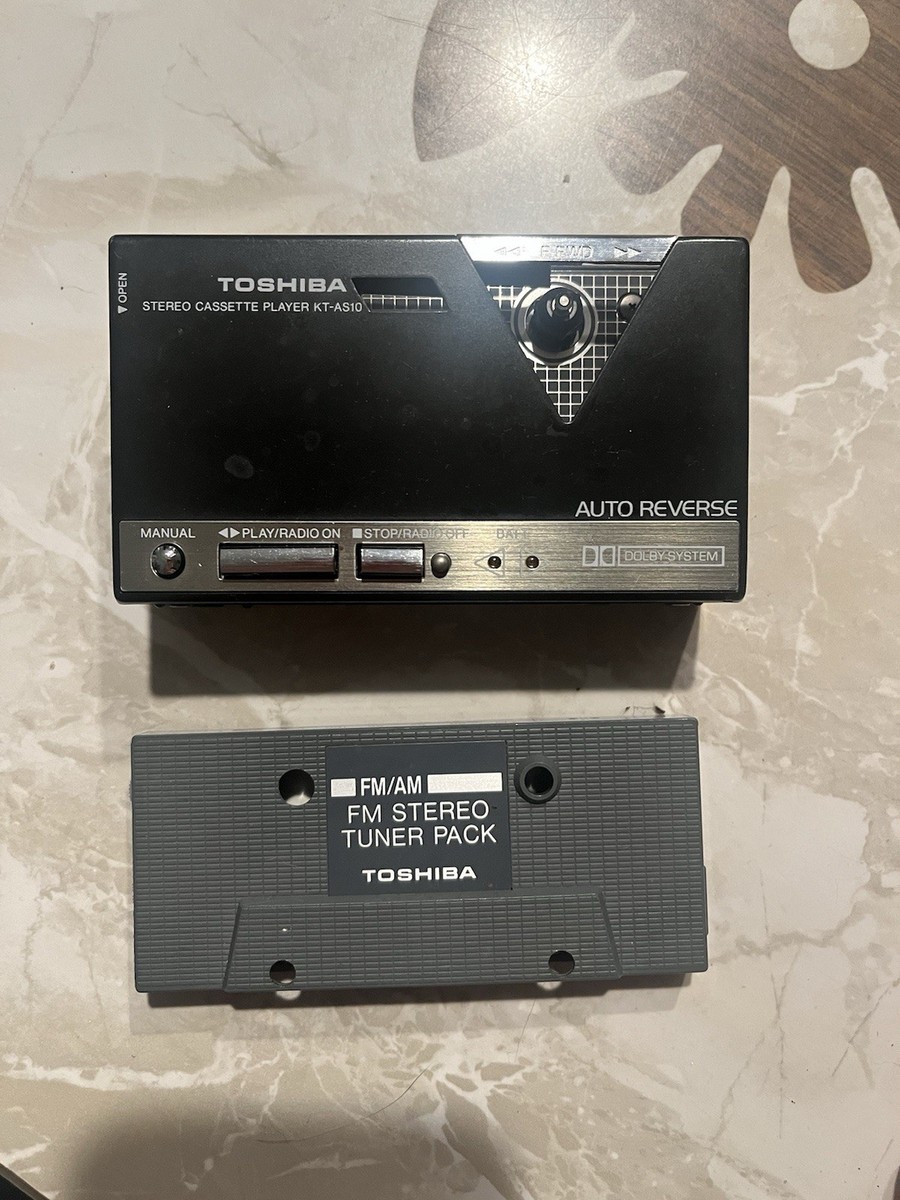 ◀◀ F.FWD ▶▶
▼OPEN
TOSHIBA
STEREO CASSETTE PLAYER KT-AS10
AUTO REVERSE
MANUAL ◀▶PLAY/RADIO ON ■STOP/RADIO OFF BATT
DOLBY SYSTEM
FM/AM
FM STEREO
TUNER PACK
TOSHIBA